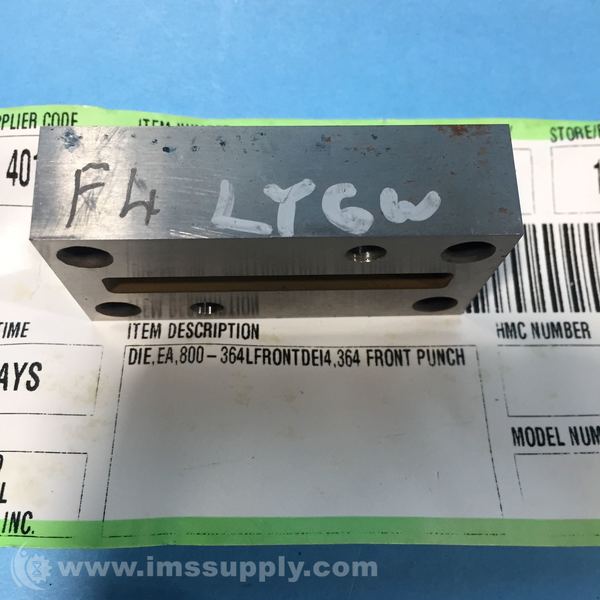 PPLIER CODE
STORE/
401
F4 LYGW
TIME
ITEM DESCRIPTION
HMC NUMBER
DIE,EA,800-364LFRONTDEI4,364 FRONT PUNCH
AYS
MODEL NUM
L
INC.
www.imssupply.com